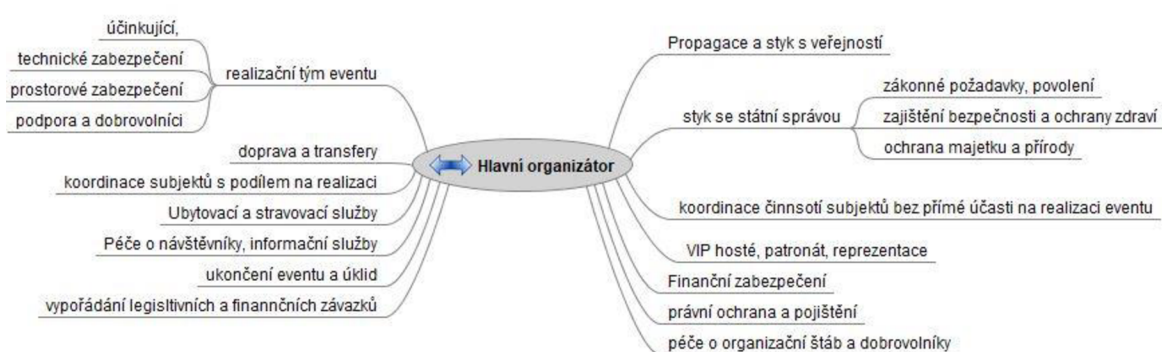 účinkující,
technické zabezpečení
prostorové zabezpečení
podpora a dobrovolníci
realizační tým eventu
doprava a transfery
koordinace subjektů s podílem na realizaci
Ubytovací a stravovací služby
Péče o návštěvníky, informační služby
ukončení eventu a úklid
vypořádání legisltivních a finannčních závazků
Hlavní organizátor
Propagace a styk s veřejností
styk se státní správou
zákonné požadavky, povolení
zajištění bezpečnosti a ochrany zdraví
ochrana majetku a přírody
koordinace činnsotí subjektů bez přímé účasti na realizaci eventu
VIP hosté, patronát, reprezentace
Finanční zabezpečení
právní ochrana a pojištění
péče o organizační štáb a dobrovolníky